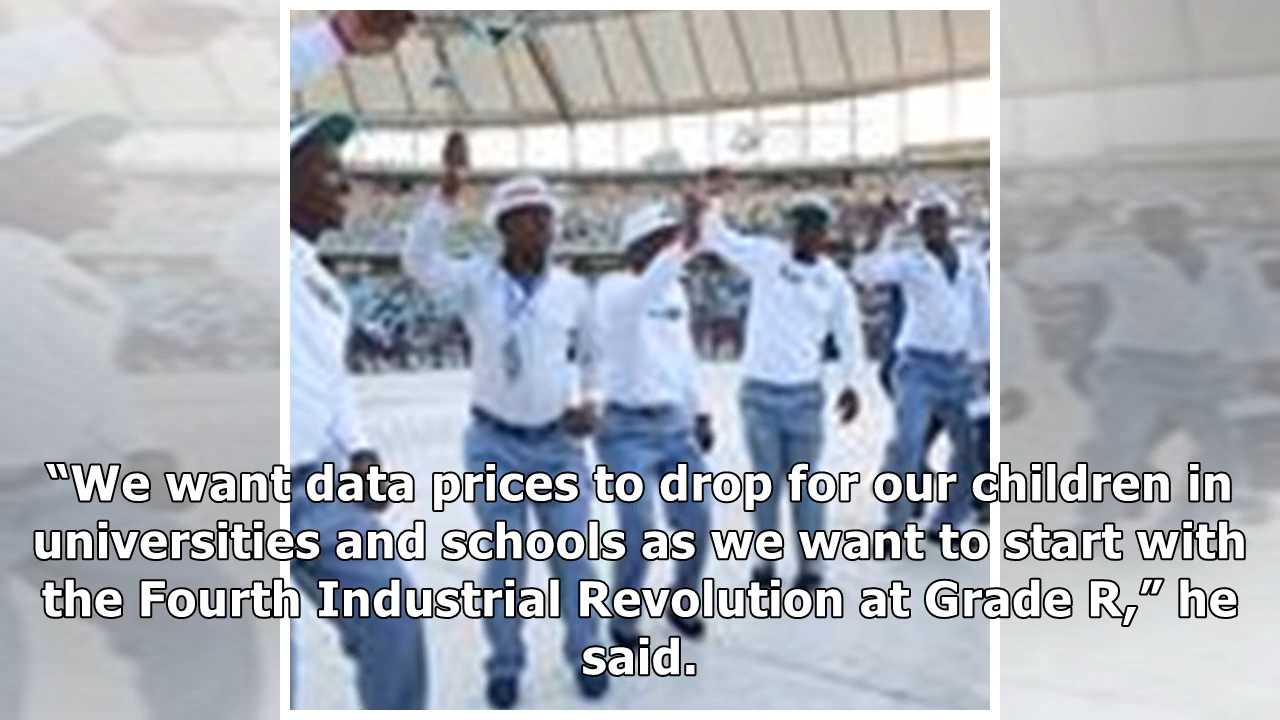 “We want data prices to drop for our children in
universities and schools as we want to start with
the Fourth Industrial Revolution at Grade R,” he
said.